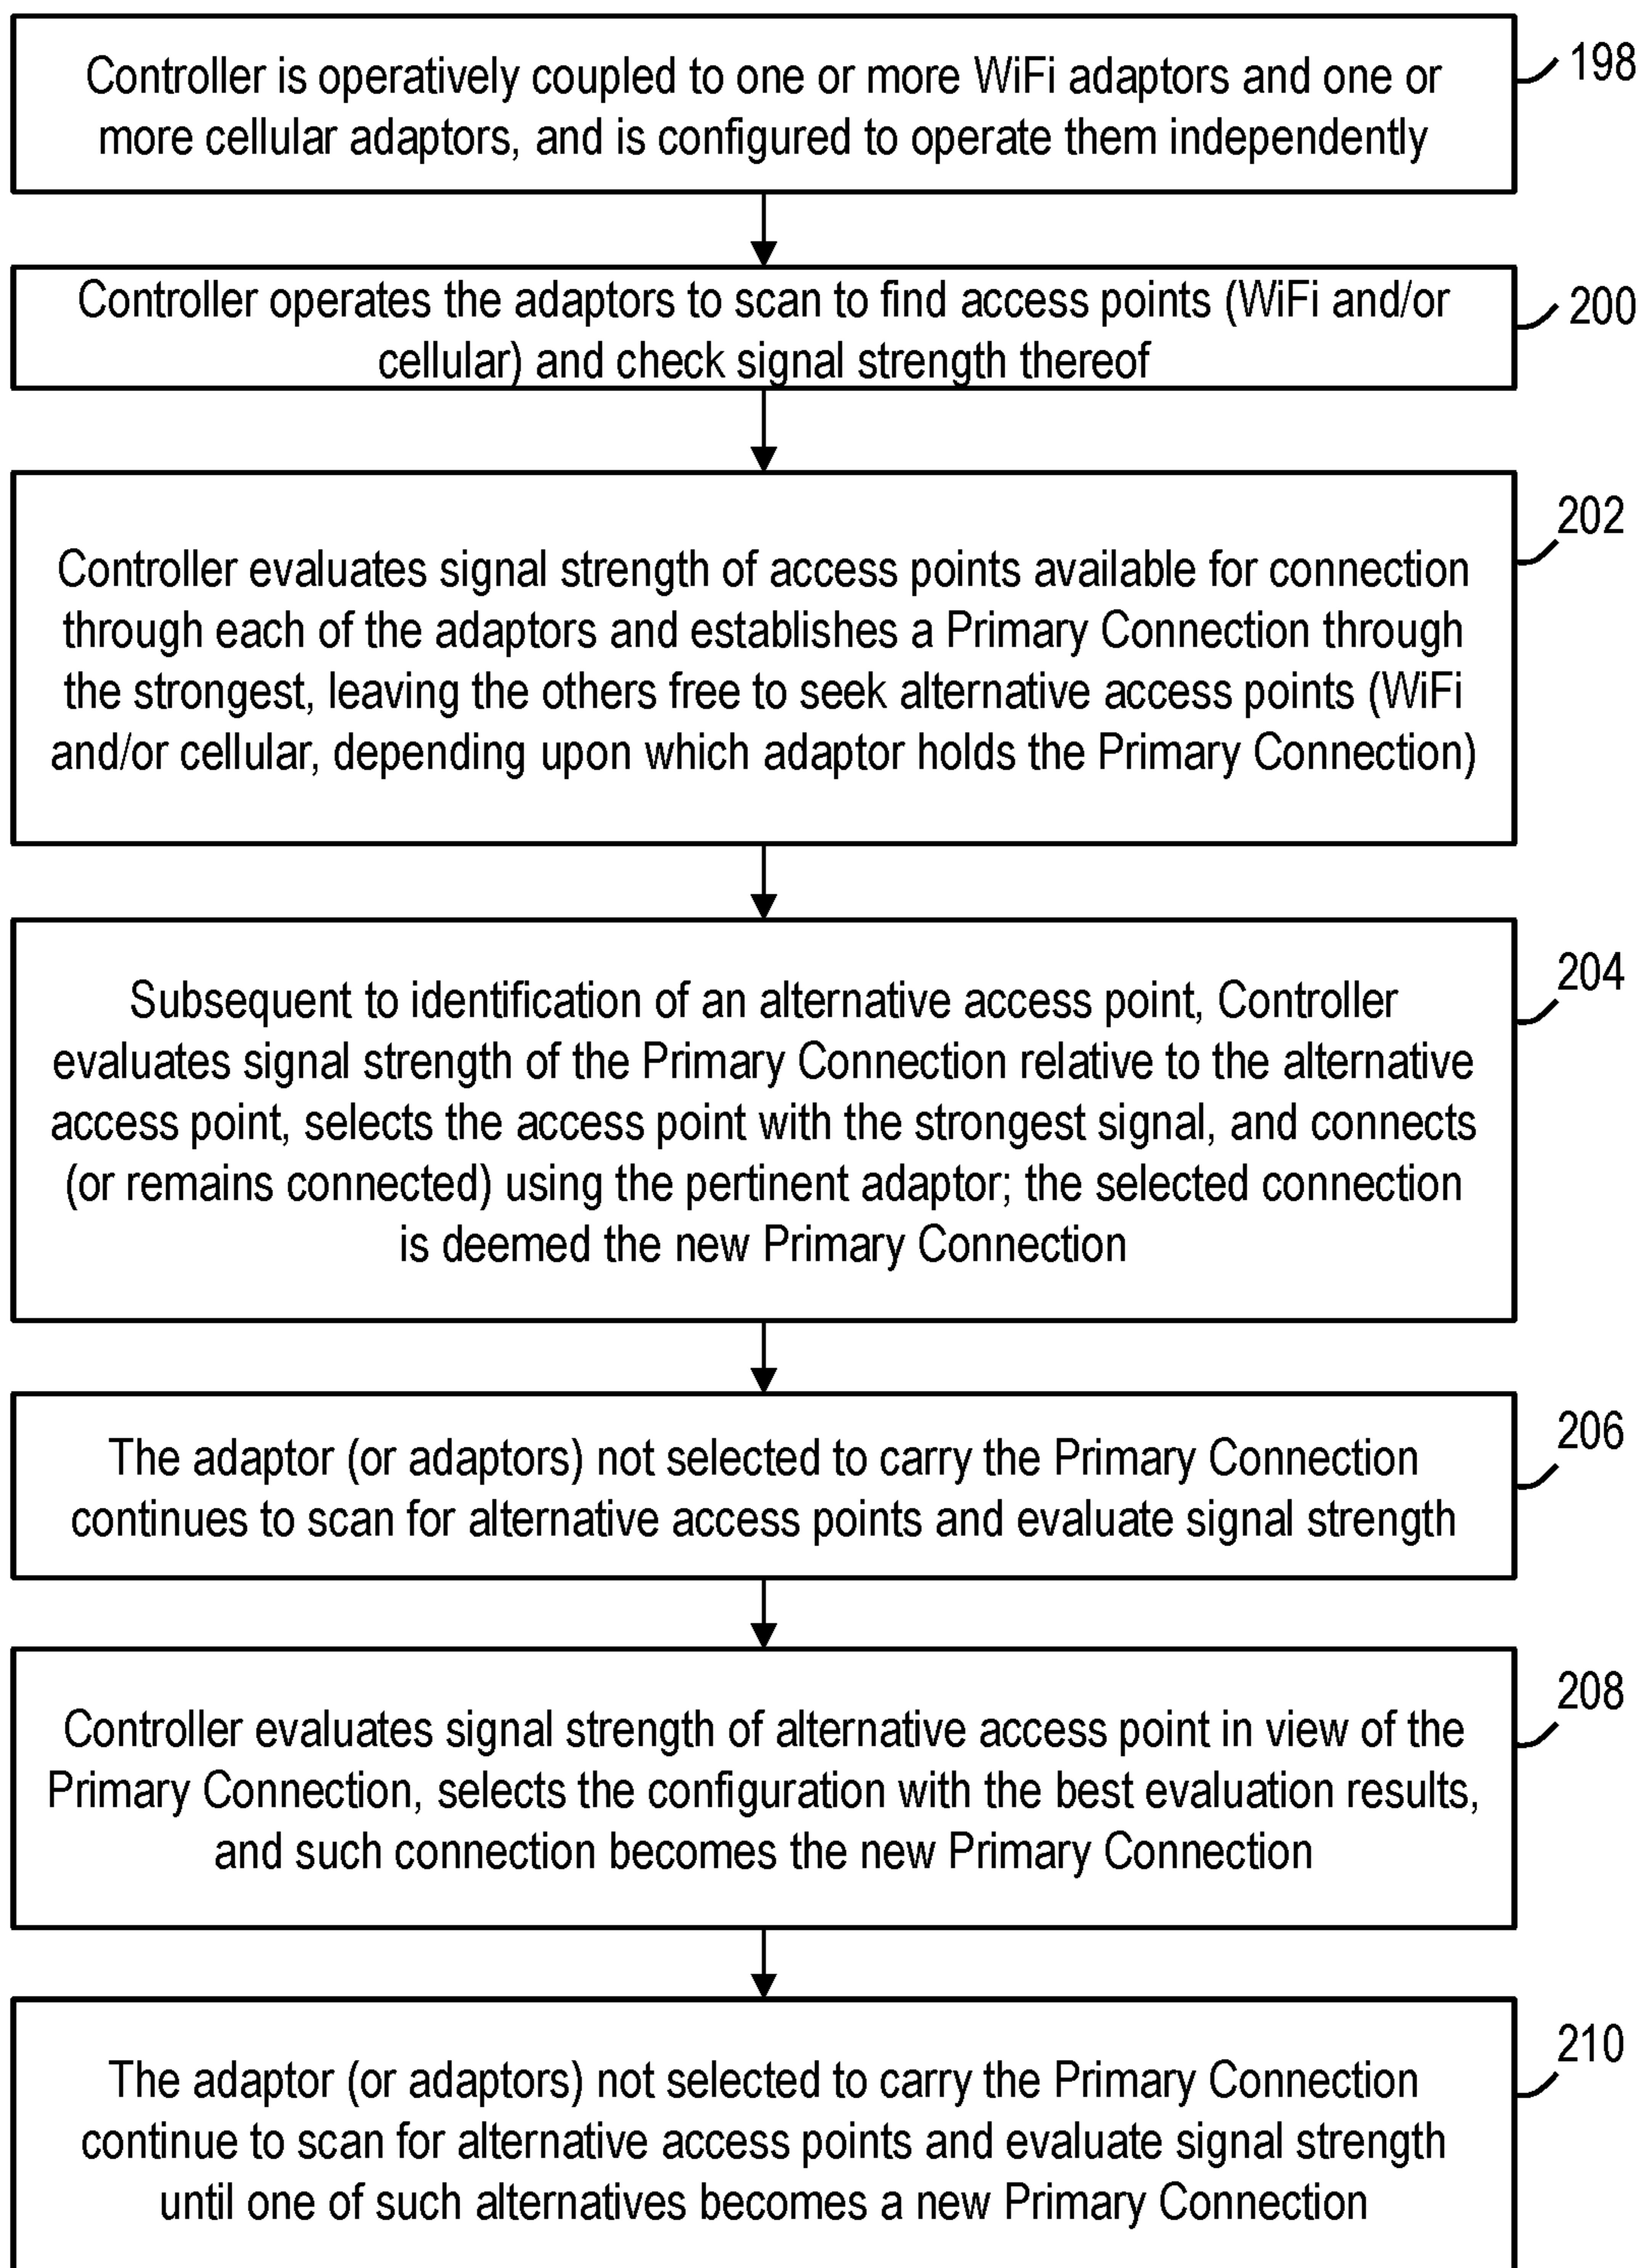 Controller is operatively coupled to one or more WiFi adaptors and one or
more cellular adaptors, and is configured to operate them independently
198
Controller operates the adaptors to scan to find access points (WiFi and/or
cellular) and check signal strength thereof
200
Controller evaluates signal strength of access points available for connection
through each of the adaptors and establishes a Primary Connection through
the strongest, leaving the others free to seek alternative access points (WiFi
and/or cellular, depending upon which adaptor holds the Primary Connection)
202
Subsequent to identification of an alternative access point, Controller
evaluates signal strength of the Primary Connection relative to the alternative
access point, selects the access point with the strongest signal, and connects
(or remains connected) using the pertinent adaptor; the selected connection
is deemed the new Primary Connection
204
The adaptor (or adaptors) not selected to carry the Primary Connection
continues to scan for alternative access points and evaluate signal strength
206
Controller evaluates signal strength of alternative access point in view of the
Primary Connection, selects the configuration with the best evaluation results,
and such connection becomes the new Primary Connection
208
The adaptor (or adaptors) not selected to carry the Primary Connection
continue to scan for alternative access points and evaluate signal strength
until one of such alternatives becomes a new Primary Connection
210